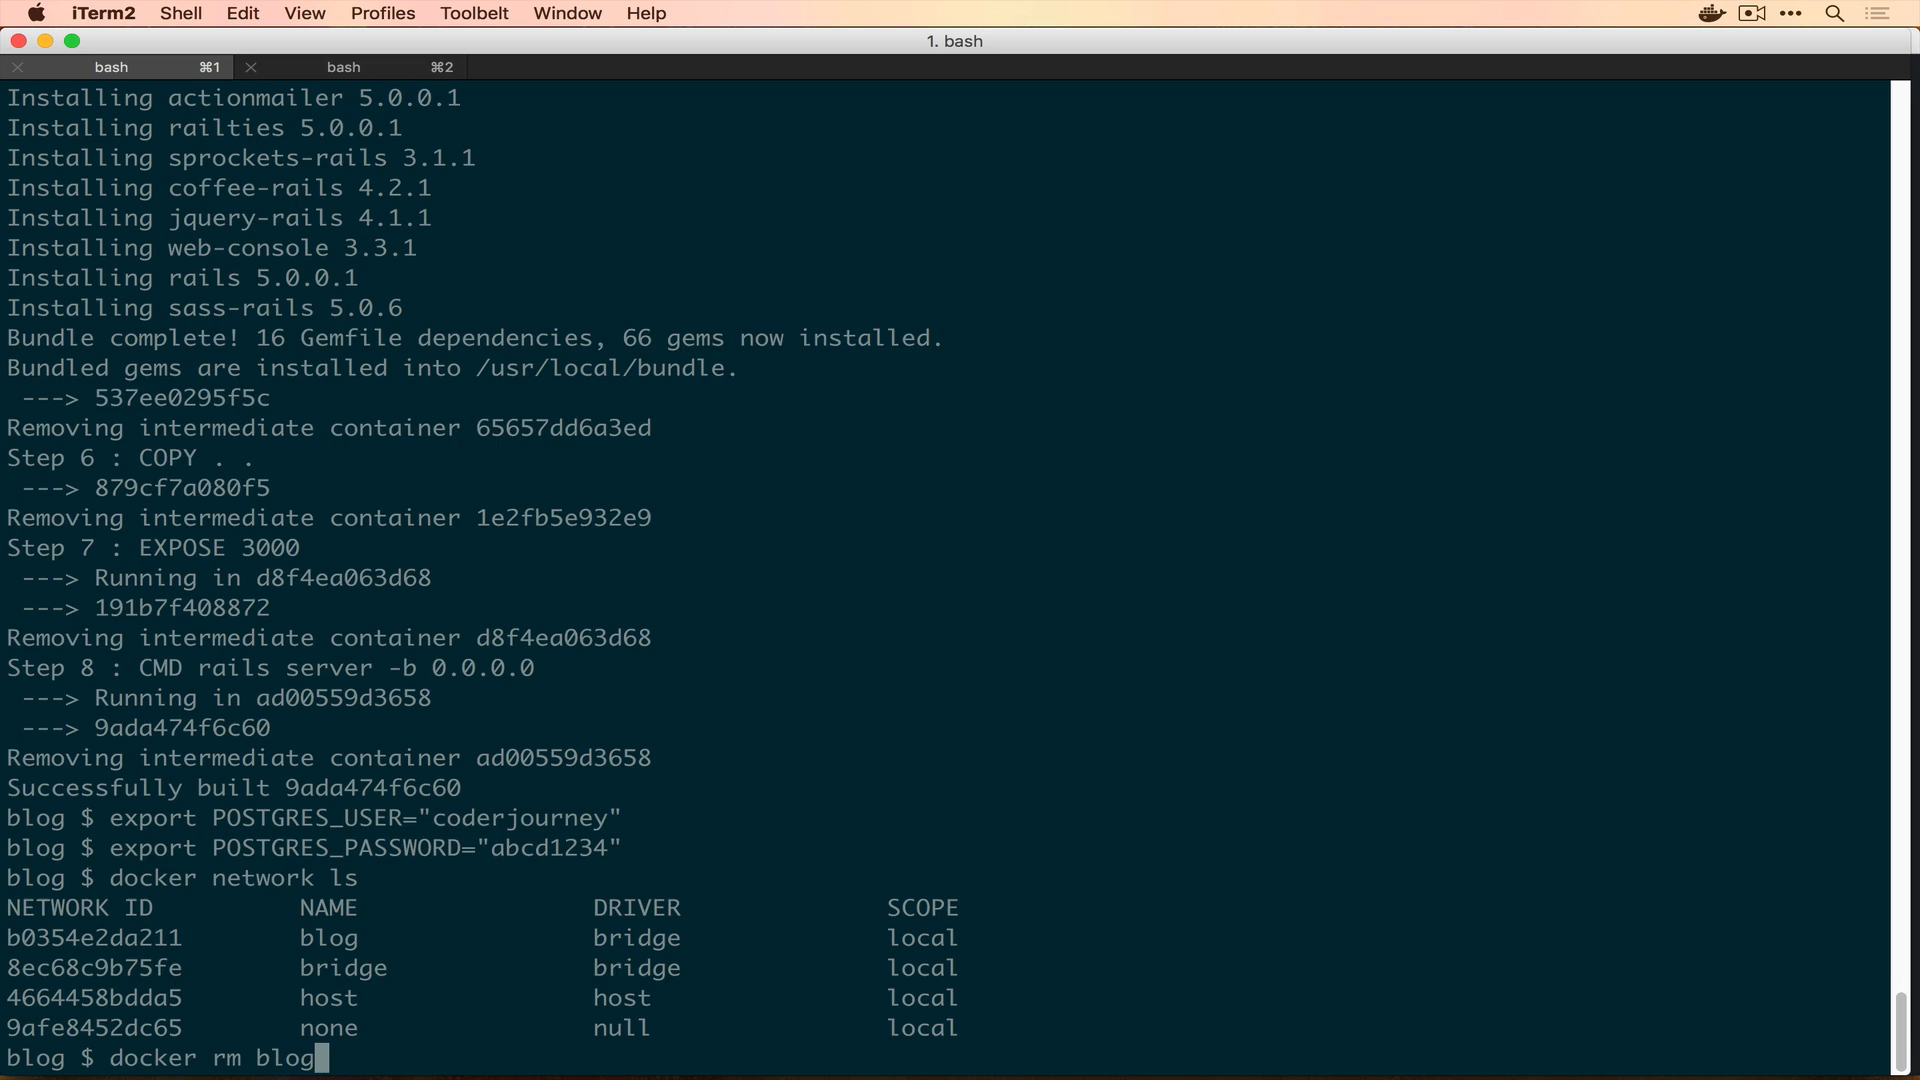 iTerm2 Shell Edit View Profiles Toolbelt Window Help
1. bash
bash ⌘1 bash ⌘2
Installing actionmailer 5.0.0.1
Installing railties 5.0.0.1
Installing sprockets-rails 3.1.1
Installing coffee-rails 4.2.1
Installing jquery-rails 4.1.1
Installing web-console 3.3.1
Installing rails 5.0.0.1
Installing sass-rails 5.0.6
Bundle complete! 16 Gemfile dependencies, 66 gems now installed.
Bundled gems are installed into /usr/local/bundle.
---> 537ee0295f5c
Removing intermediate container 65657dd6a3ed
Step 6 : COPY . .
---> 879cf7a080f5
Removing intermediate container 1e2fb5e932e9
Step 7 : EXPOSE 3000
---> Running in d8f4ea063d68
---> 191b7f408872
Removing intermediate container d8f4ea063d68
Step 8 : CMD rails server -b 0.0.0.0
---> Running in ad00559d3658
---> 9ada474f6c60
Removing intermediate container ad00559d3658
Successfully built 9ada474f6c60
blog $ export POSTGRES_USER="coderjourney"
blog $ export POSTGRES_PASSWORD="abcd1234"
blog $ docker network ls
NETWORK ID NAME DRIVER SCOPE
b0354e2da211 blog bridge local
8ec68c9b75fe bridge bridge local
4664458bdda5 host host local
9afe8452dc65 none null local
blog $ docker rm blog